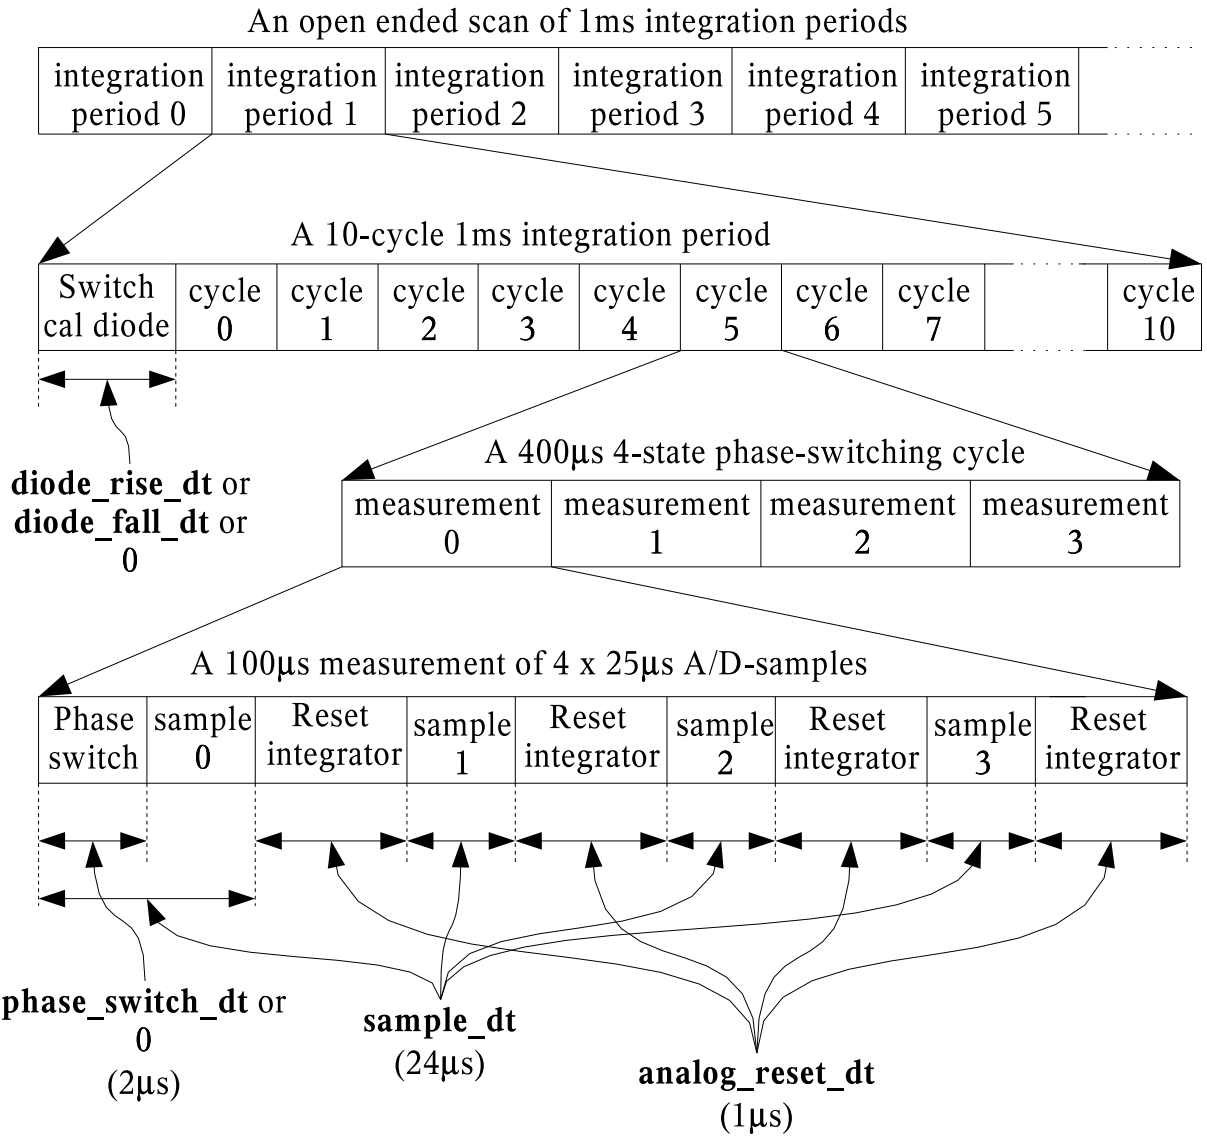 An open ended scan of 1ms integration periods
integration period 0
integration period 1
integration period 2
integration period 3
integration period 4
integration period 5
A 10-cycle 1ms integration period
Switch cal diode
cycle 0
cycle 1
cycle 2
cycle 3
cycle 4
cycle 5
cycle 6
cycle 7
cycle 10
diode_rise_dt or
diode_fall_dt or
0
A 400µs 4-state phase-switching cycle
measurement 0
measurement 1
measurement 2
measurement 3
A 100µs measurement of 4 x 25µs A/D-samples
Phase switch
sample 0
Reset integrator
sample 1
Reset integrator
sample 2
Reset integrator
sample 3
Reset integrator
phase_switch_dt or
0
(2µs)
sample_dt
(24µs)
analog_reset_dt
(1µs)